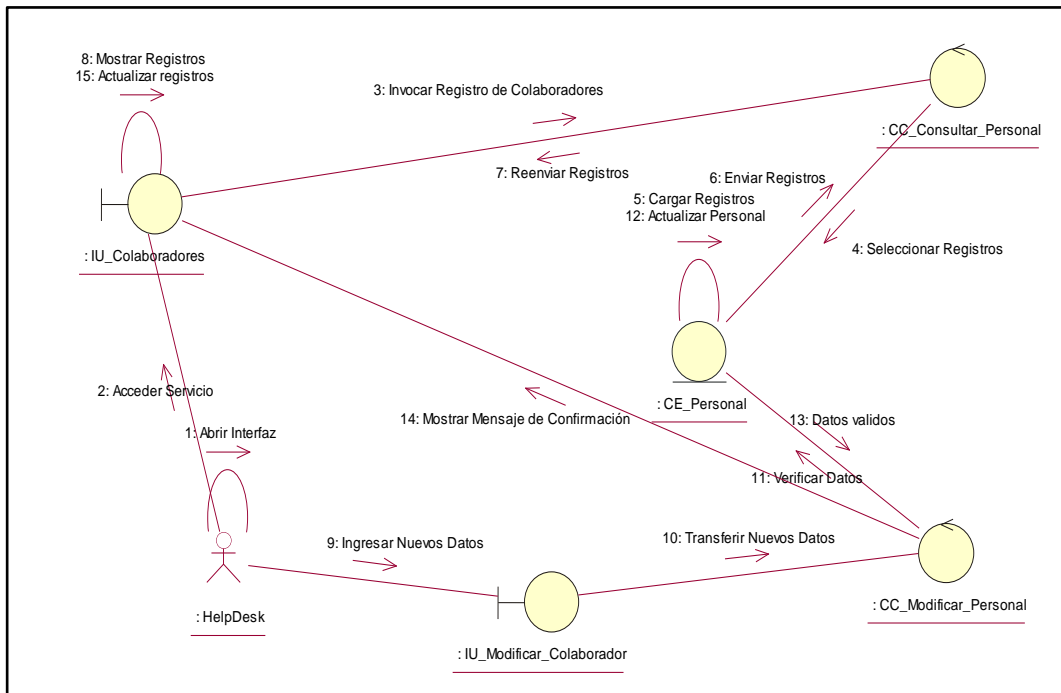 8: Mostrar Registros
15: Actualizar registros
3: Invocar Registro de Colaboradores
: CC_Consultar_Personal
7: Reenviar Registros
6: Enviar Registros
5: Cargar Registros
12: Actualizar Personal
4: Seleccionar Registros
: IU_Colaboradores
2: Acceder Servicio
: CE_Personal
14: Mostrar Mensaje de Confirmación
13: Datos validos
1: Abrir Interfaz
11: Verificar Datos
9: Ingresar Nuevos Datos
10: Transferir Nuevos Datos
: HelpDesk
: CC_Modificar_Personal
: IU_Modificar_Colaborador